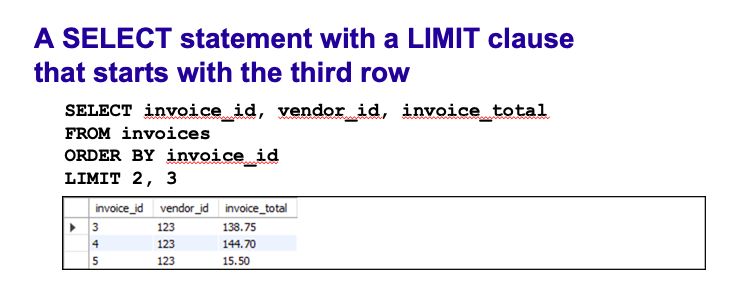 A SELECT statement with a LIMIT clause
that starts with the third row
SELECT invoice_id, vendor_id, invoice_total
FROM invoices
ORDER BY invoice_id
LIMIT 2, 3
invoice_id vendor_id invoice_total
3 123 138.75
4 123 144.70
5 123 15.50